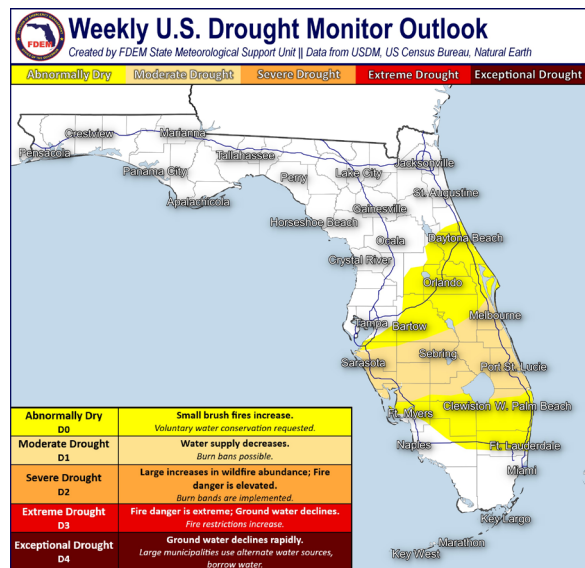 Weekly U.S. Drought Monitor Outlook
Created by FDEM State Meteorological Support Unit || Data from USDM, US Census Bureau, Natural Earth
FDEM
Abnormally Dry Moderate Drought Severe Drought Extreme Drought Exceptional Drought
Crestview
Marianna
Pensacola
Tallahassee
Jacksonville
Panama City
Perry
Lake City
Apalachicola
St. Augustine
Gainesville
Horseshoe Beach
Ocala
Daytona Beach
Crystal River
Orlando
Melbourne
Tampa
Bartow
Sebring
Sarasota
Port St. Lucie
Clewiston
W. Palm Beach
Ft. Myers
Naples
Ft. Lauderdale
Miami
Key Largo
Marathon
Key West
Abnormally Dry
D0
Small brush fires increase.
Voluntary water conservation requested.
Moderate Drought
D1
Water supply decreases.
Burn bans possible.
Severe Drought
D2
Large increases in wildfire abundance; Fire
danger is elevated.
Burn bands are implemented.
Extreme Drought
D3
Fire danger is extreme; Ground water declines.
Fire restrictions increase.
Exceptional Drought
D4
Ground water declines rapidly.
Large municipalities use alternate water sources,
borrow water.